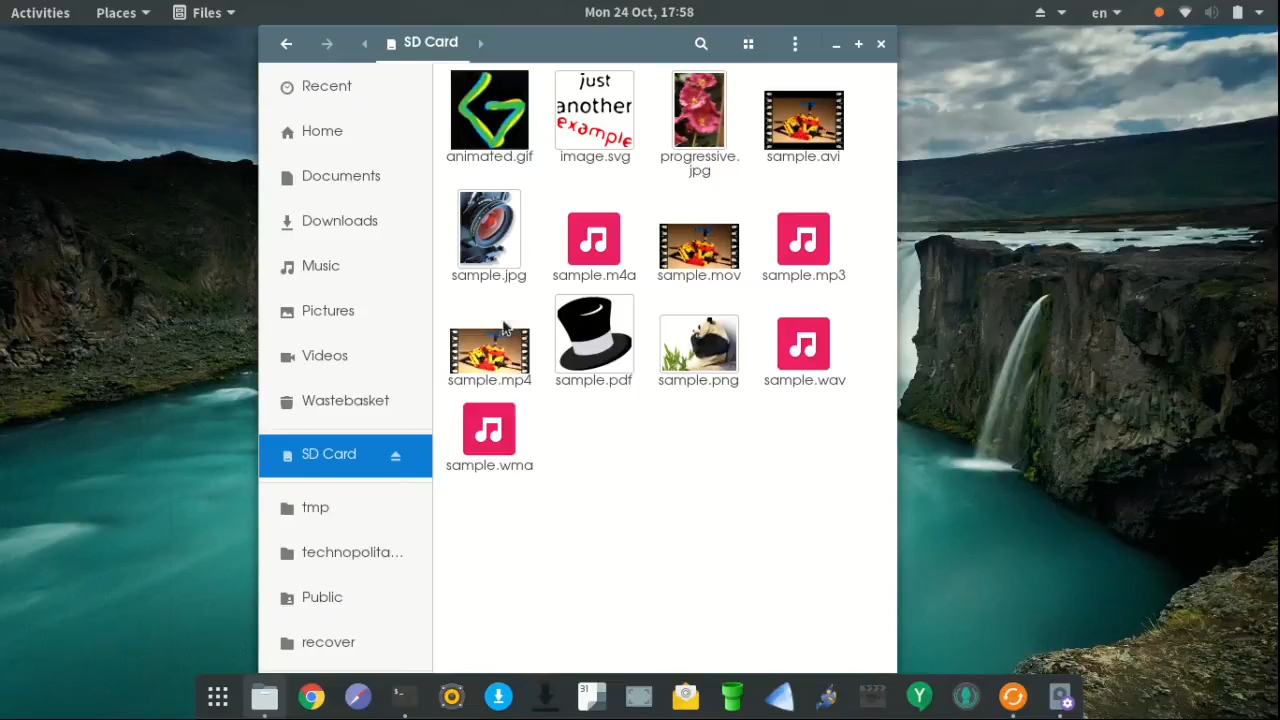 Activities Places Files Mon 24 Oct, 17:58 en
SD Card
Recent
Home
Documents
Downloads
Music
Pictures
Videos
Wastebasket
SD Card
tmp
technopolita...
Public
recover
just
another
example
animated.gif image.svg progressive.
jpg
sample.avi
sample.jpg sample.m4a sample.mov sample.mp3
sample.mp4 sample.pdf sample.png sample.wav
sample.wma
31